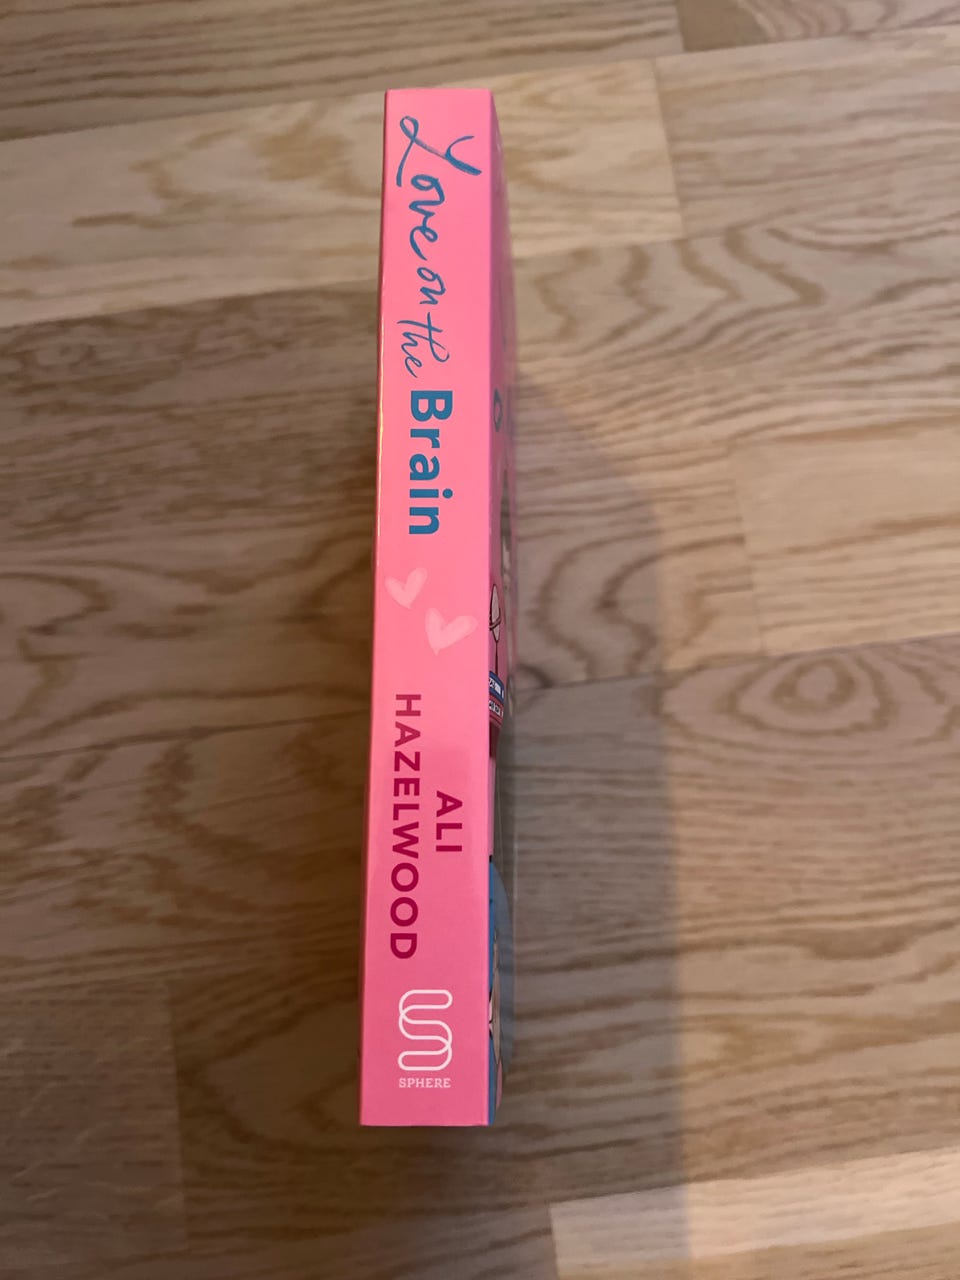 Love on the Brain
ALI
HAZELWOOD
SPHERE